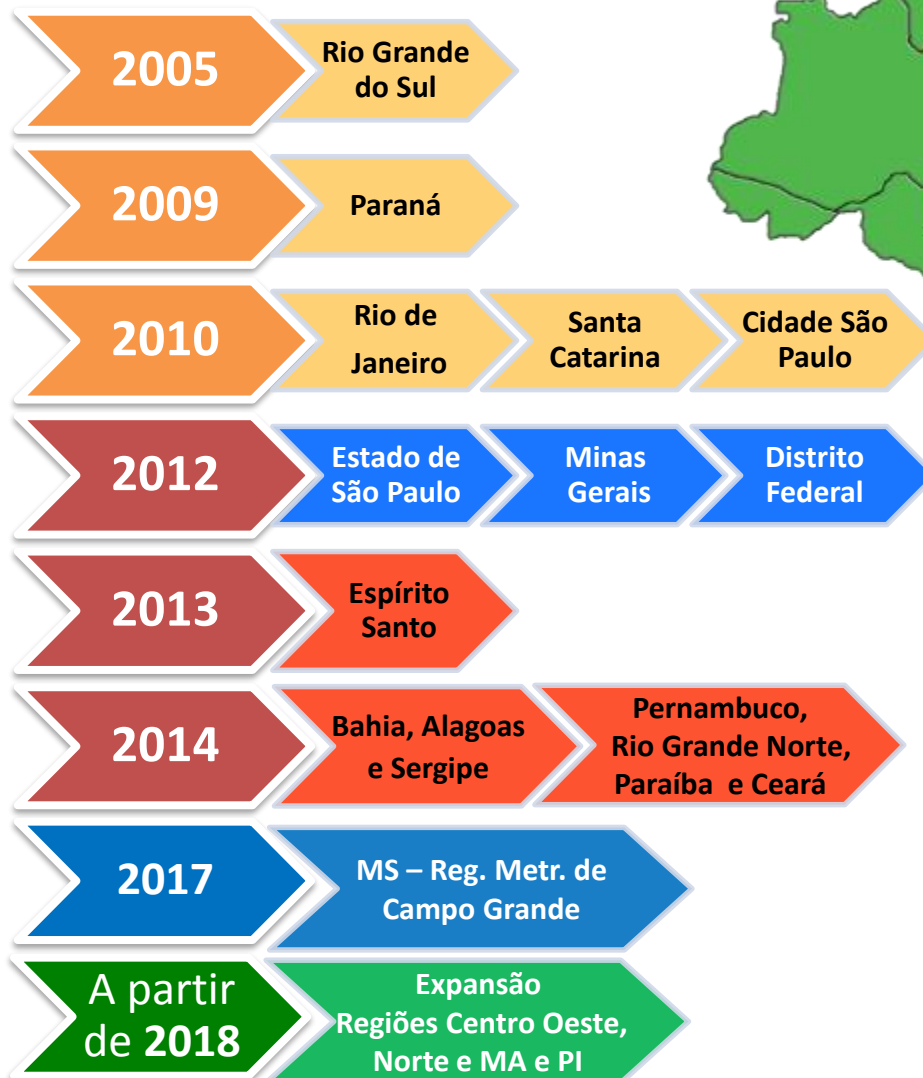 2005
Rio Grande
do Sul
2009
Paraná
2010
Rio de
Janeiro
Santa
Catarina
Cidade São
Paulo
2012
Estado de
São Paulo
Minas
Gerais
Distrito
Federal
2013
Espírito
Santo
2014
Bahia, Alagoas
e Sergipe
Pernambuco,
Rio Grande Norte,
Paraíba e Ceará
2017
MS – Reg. Metr. de
Campo Grande
A partir
de 2018
Expansão
Regiões Centro Oeste,
Norte e MA e PI